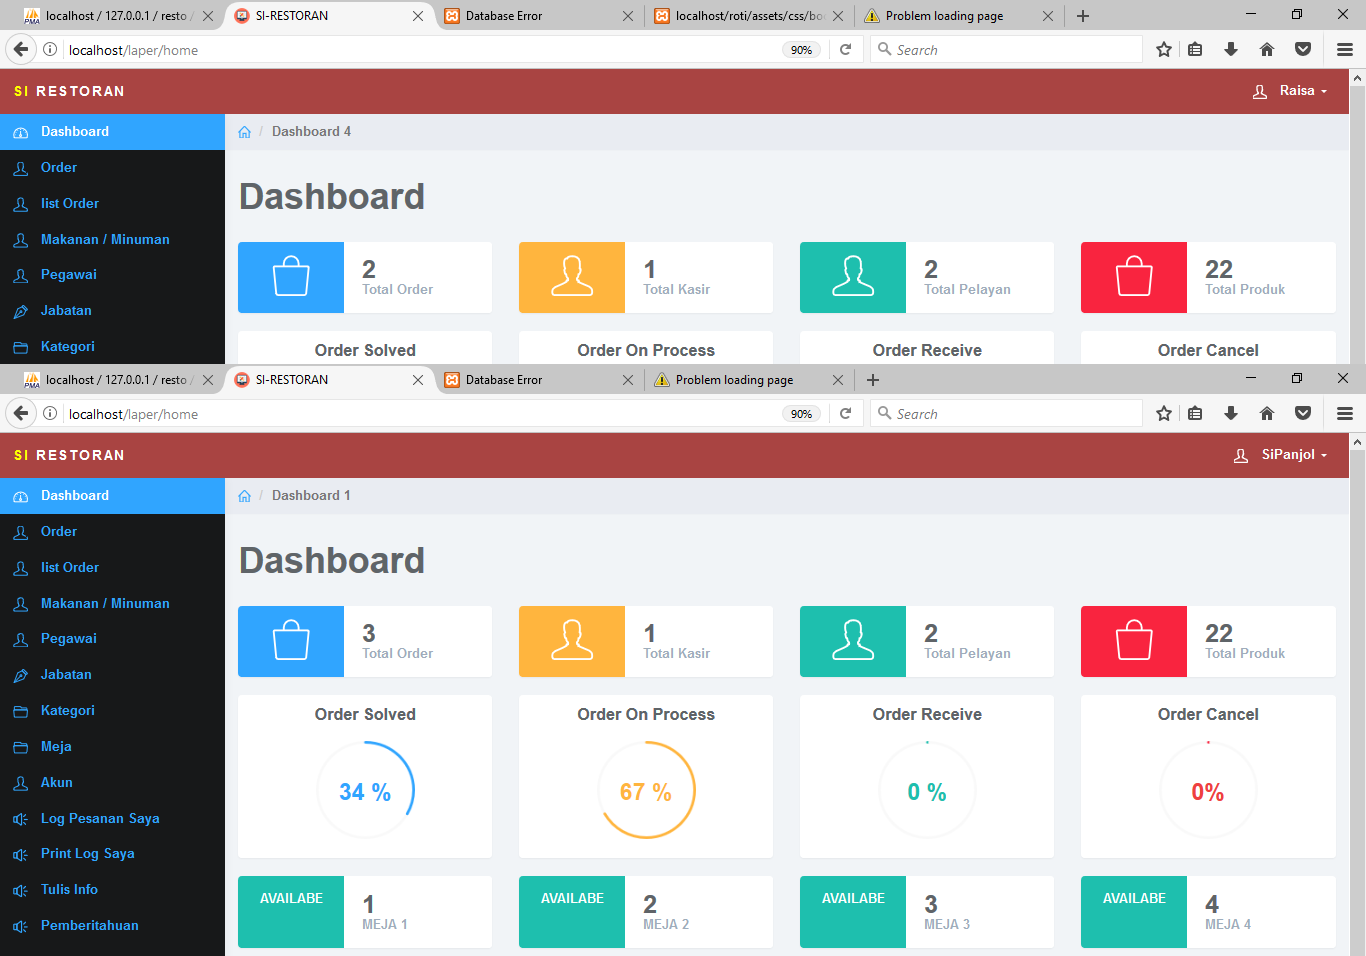 localhost / 127.0.0.1 / resto /
SI-RESTORAN
Database Error
localhost/roti/assets/css/bo
Problem loading page
localhost/laper/home
90%
Search
SI RESTORAN
Raisa
Dashboard
/ Dashboard 4
Order
list Order
Makanan / Minuman
Pegawai
Jabatan
Kategori
Dashboard
2
Total Order
1
Total Kasir
2
Total Pelayan
22
Total Produk
Order Solved
Order On Process
Order Receive
Order Cancel
localhost / 127.0.0.1 / resto /
SI-RESTORAN
Database Error
Problem loading page
localhost/laper/home
90%
Search
SI RESTORAN
SiPanjol
Dashboard
/ Dashboard 1
Order
list Order
Makanan / Minuman
Pegawai
Jabatan
Kategori
Meja
Akun
Log Pesanan Saya
Print Log Saya
Tulis Info
Pemberitahuan
Dashboard
3
Total Order
1
Total Kasir
2
Total Pelayan
22
Total Produk
Order Solved
34 %
Order On Process
67 %
Order Receive
0 %
Order Cancel
0%
AVAILABE
1
MEJA 1
AVAILABE
2
MEJA 2
AVAILABE
3
MEJA 3
AVAILABE
4
MEJA 4